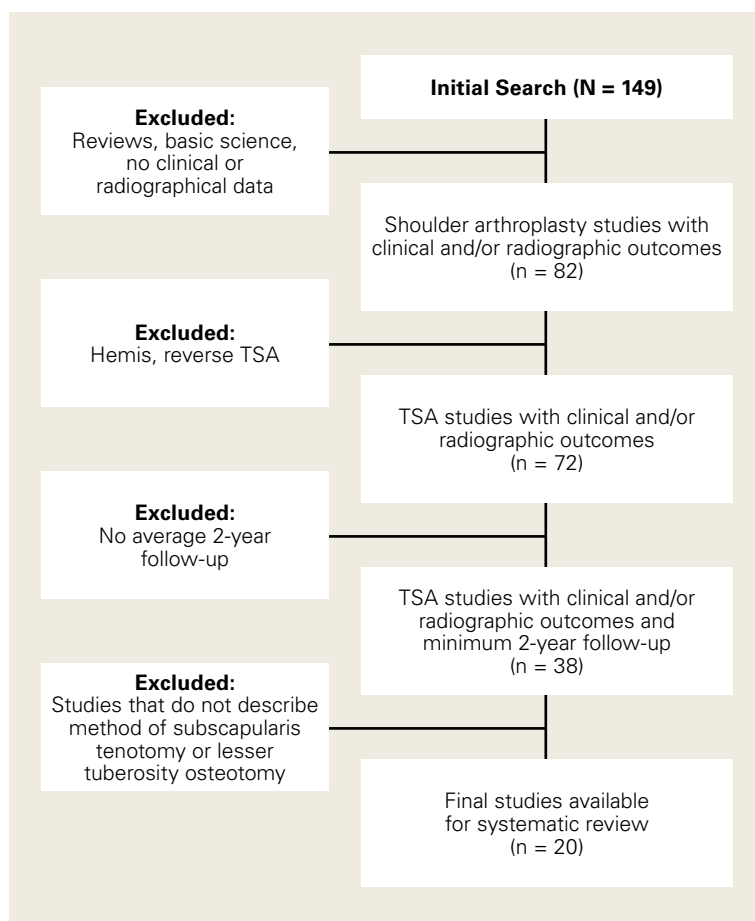 Initial Search (N = 149)
Excluded:
Reviews, basic science,
no clinical or
radiographical data
Shoulder arthroplasty studies with
clinical and/or radiographic outcomes
(n = 82)
Excluded:
Hemis, reverse TSA
TSA studies with clinical and/or
radiographic outcomes
(n = 72)
Excluded:
No average 2-year
follow-up
TSA studies with clinical and/or
radiographic outcomes and
minimum 2-year follow-up
(n = 38)
Excluded:
Studies that do not describe
method of subscapularis
tenotomy or lesser
tuberosity osteotomy
Final studies available
for systematic review
(n = 20)